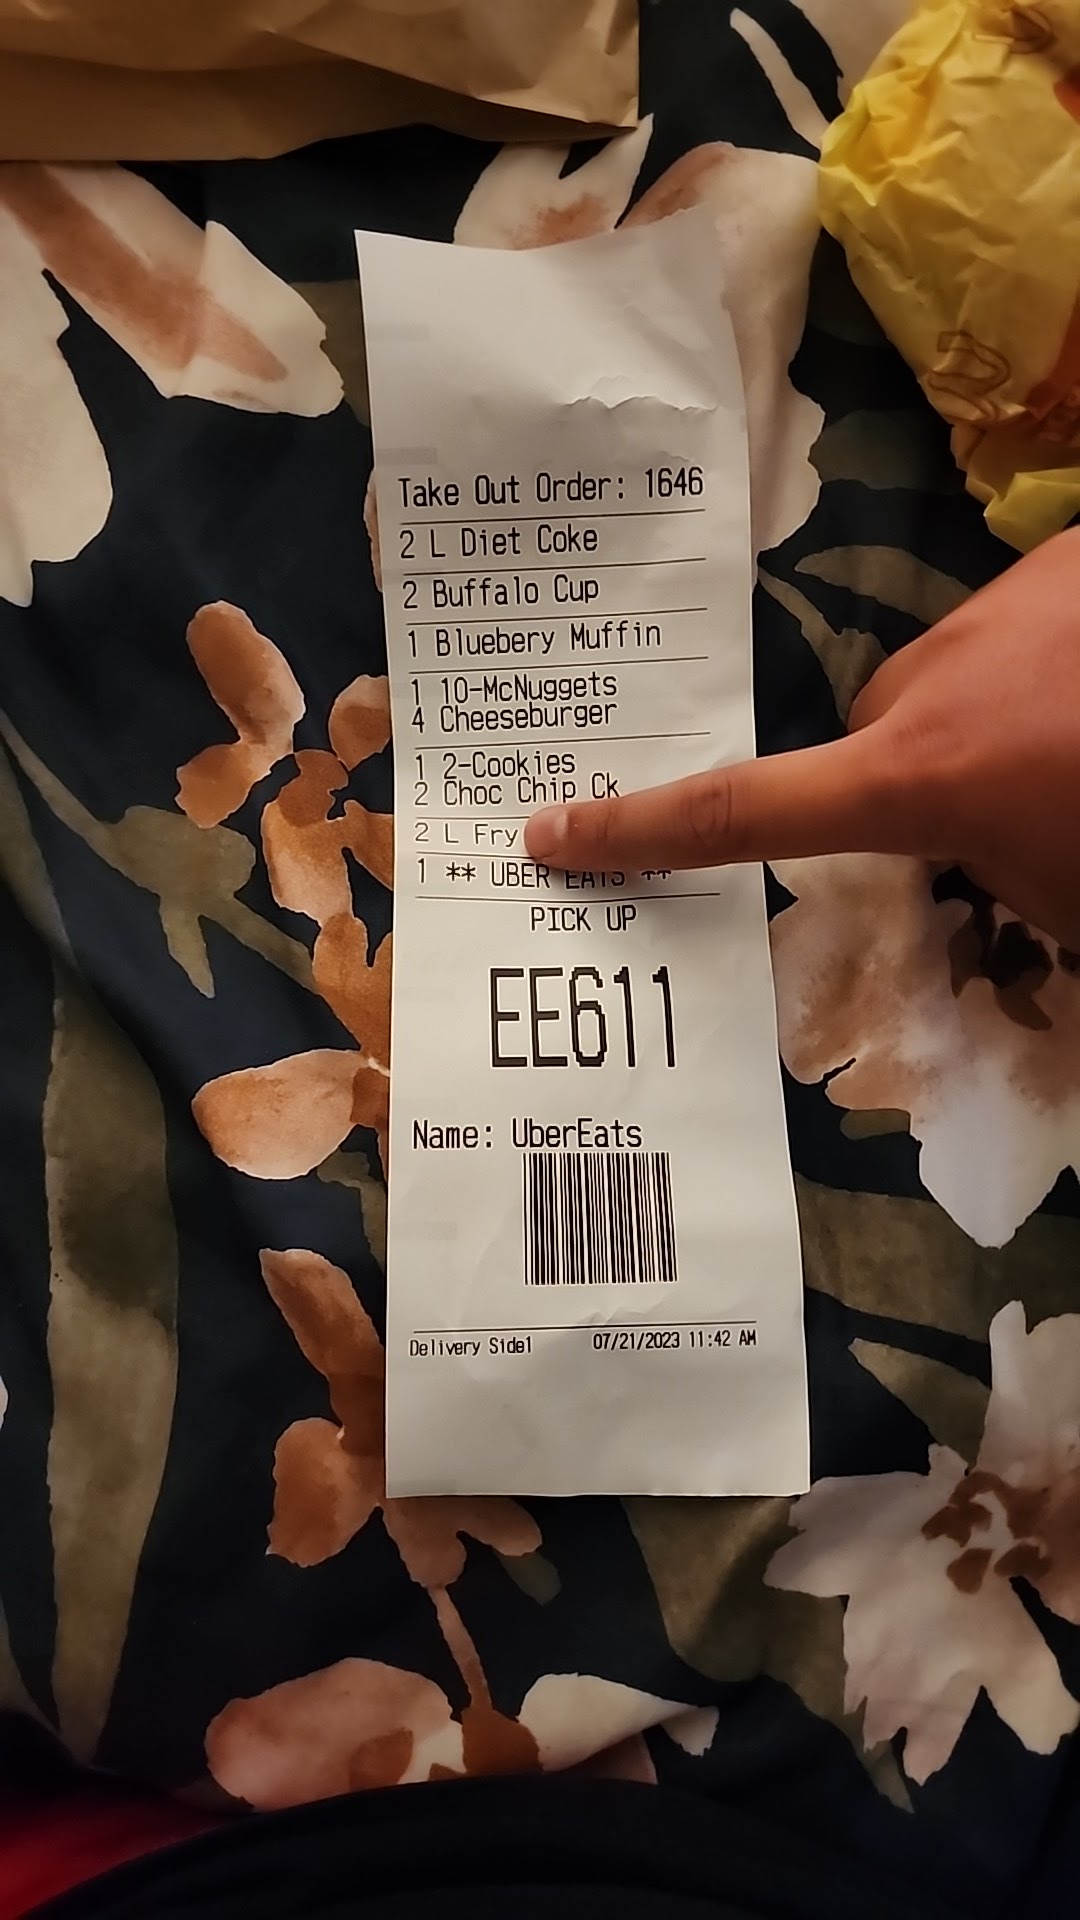 Take Out Order: 1646
2 L Diet Coke
2 Buffalo Cup
1 Bluebery Muffin
1 10-McNuggets
4 Cheeseburger
1 2-Cookies
2 Choc Chip Ck
2 L Fry
1 ** UBER EATS **
PICK UP
EE611
Name: UberEats
Delivery Side1 07/21/2023 11:42 AM